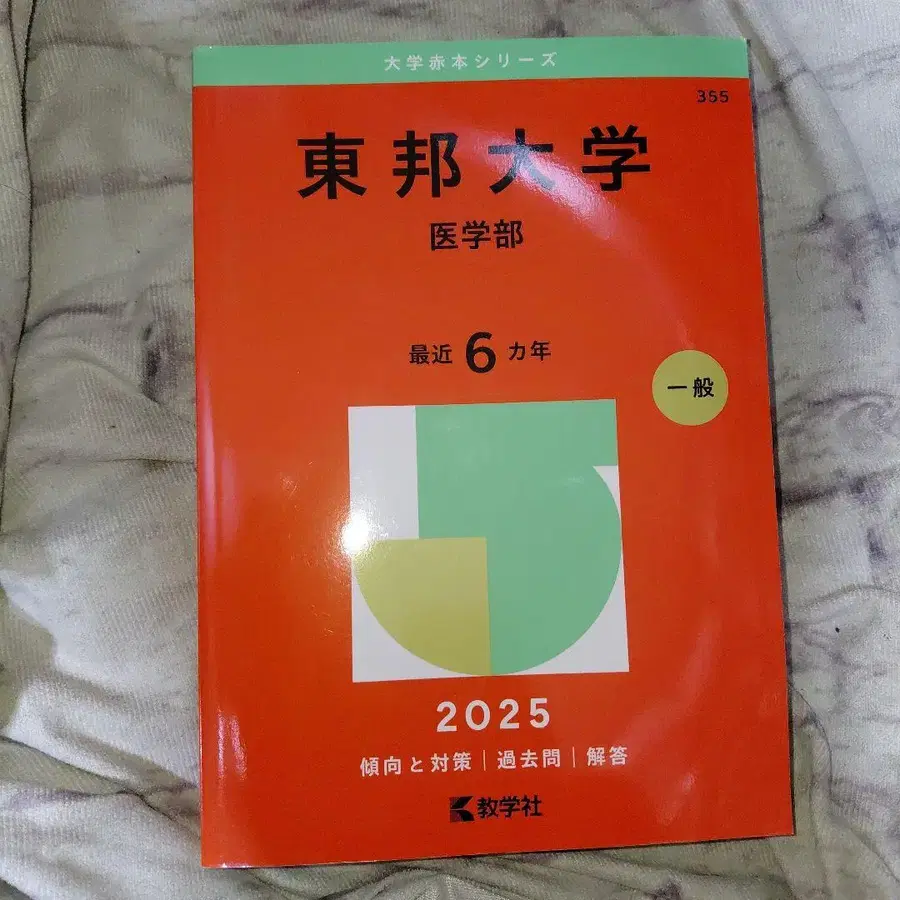 大学赤本シリーズ
355
東邦大学
医学部
最近6カ年
一般
2025
傾向と対策|過去問|解答
教学社